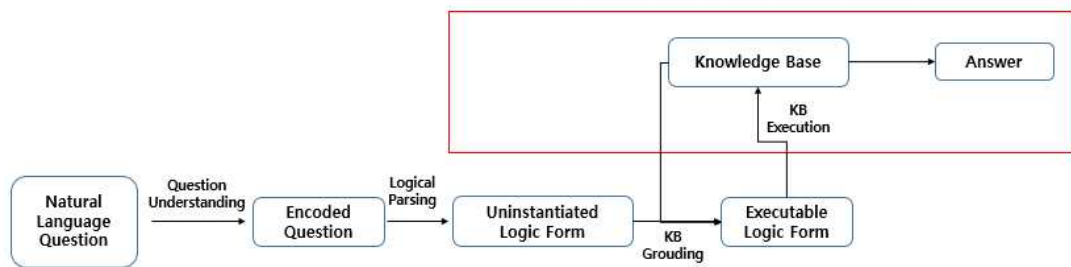 Knowledge Base
Answer
KB
Execution
Natural
Language
Question
Question
Understanding
Encoded
Question
Logical
Parsing
Uninstantiated
Logic Form
KB
Grouding
Executable
Logic Form